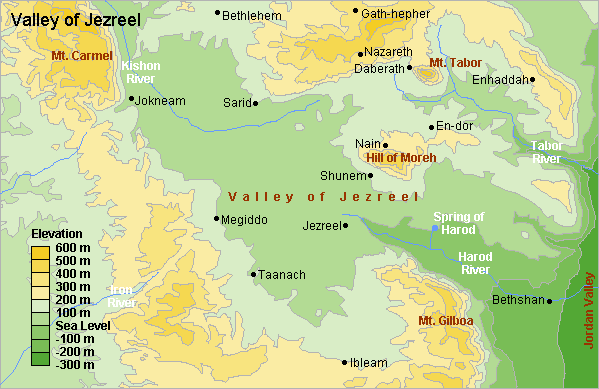 Valley of Jezreel
Bethlehem
Gath-hepher
Mt. Carmel
Kishon
River
Nazareth
Daberath
Mt. Tabor
Enhaddah
Jokneam
Sarid
En-dor
Nain
Hill of Moreh
Tabor
River
Shunem
Valley of Jezreel
Megiddo
Jezreel
Spring of
Harod
Elevation
600 m
500 m
400 m
300 m
200 m
100 m
Sea Level
-100 m
-200 m
-300 m
Iron
River
Taanach
Harod
River
Bethshan
Mt. Gilboa
Jordan Valley
Ibleam